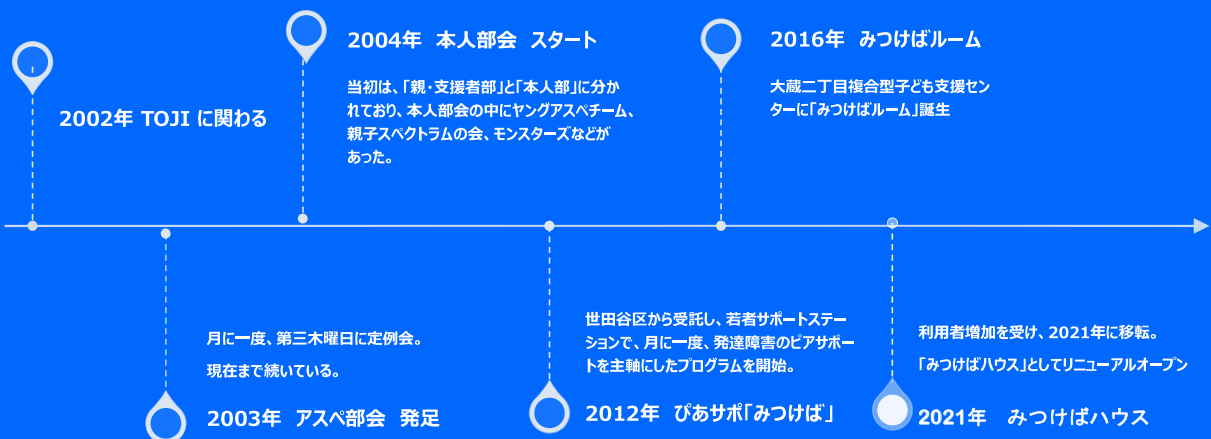 2002年 TOJI に関わる
2004年 本人部会 スタート
当初は、「親・支援者部」と「本人部」に分か
れており、本人部会の中にヤングアスペチーム、
親子スペクトラムの会、モンスターズなどが
あった。
2016年 みつけばルーム
大蔵二丁目複合型子ども支援セン
ターに「みつけばルーム」誕生
月に一度、第三木曜日に定例会。
現在まで続いている。
2003年 アスペ部会 発足
世田谷区から受託し、若者サポートステー
ションで、月に一度、発達障害のピアサポー
トを主軸にしたプログラムを開始。
2012年 ぴあサポ「みつけば」
利用者増加を受け、2021年に移転。
「みつけばハウス」としてリニューアルオープン
2021年 みつけばハウス